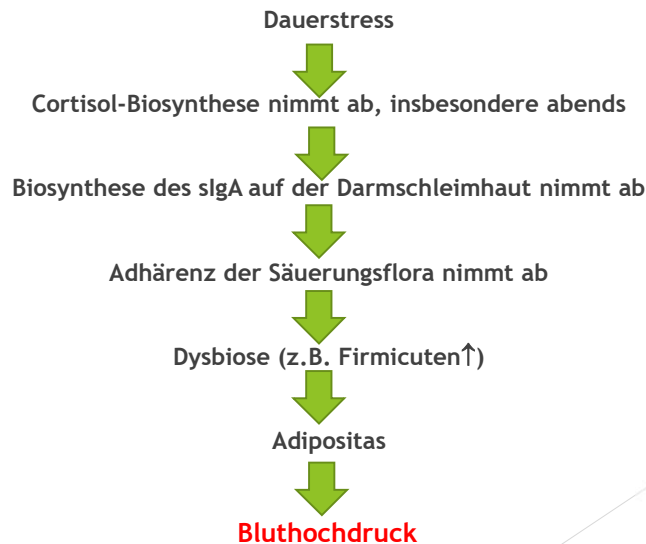 Dauerstress
Cortisol-Biosynthese nimmt ab, insbesondere abends
Biosynthese des sIgA auf der Darmschleimhaut nimmt ab
Adhärenz der Säuerungsflora nimmt ab
Dysbiose (z.B. Firmicuten↑)
Adipositas
Bluthochdruck